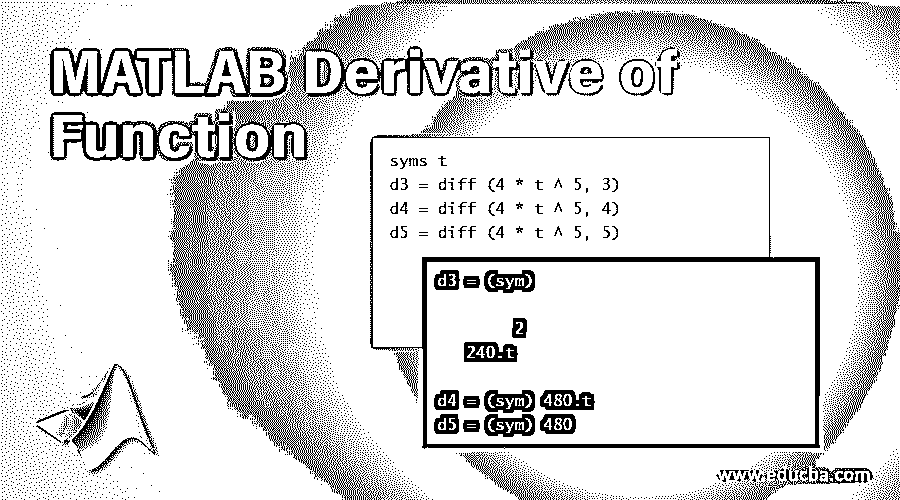 MATLAB Derivative of
Function
syms t
d3 = diff (4 * t ^ 5, 3)
d4 = diff (4 * t ^ 5, 4)
d5 = diff (4 * t ^ 5, 5)
d3 = (sym)
2
240.t
d4 = (sym) 480.t
d5 = (sym) 480
www.educba.com